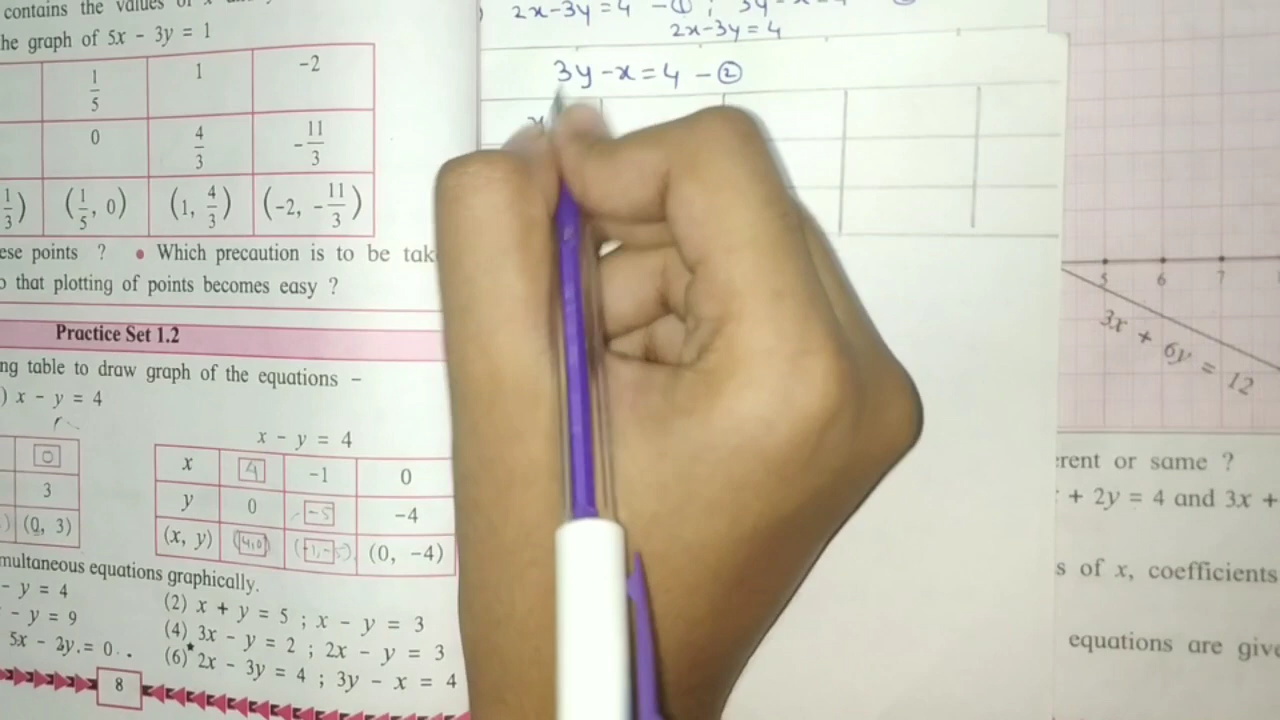 contains the values of x
he graph of 5x - 3y = 1
1/5 1 -2
0 4/3 -11/3
1/3) (1/5, 0) (1, 4/3) (-2, -11/3)
ese points ? • Which precaution is to be tak
o that plotting of points becomes easy ?
Practice Set 1.2
ng table to draw graph of the equations -
) x - y = 4
0
3
) (0, 3)
x - y = 4
x 4 -1 0
y 0 -5 -4
(x, y) (4,0) (-1,-5) (0, -4)
multaneous equations graphically.
- y = 4 (2) x + y = 5 ; x - y = 3
- y = 9 (4) 3x - y = 2 ; 2x - y = 3
5x - 2y = 0 . . (6)* 2x - 3y = 4 ; 3y - x = 4
8
2x-3y=4 -① ;
2x-3y=4
3y-x=4 -②
x
5 6 7
3x + 6y = 12
rent or same ?
+ 2y = 4 and 3x +
s of x, coefficients
equations are give